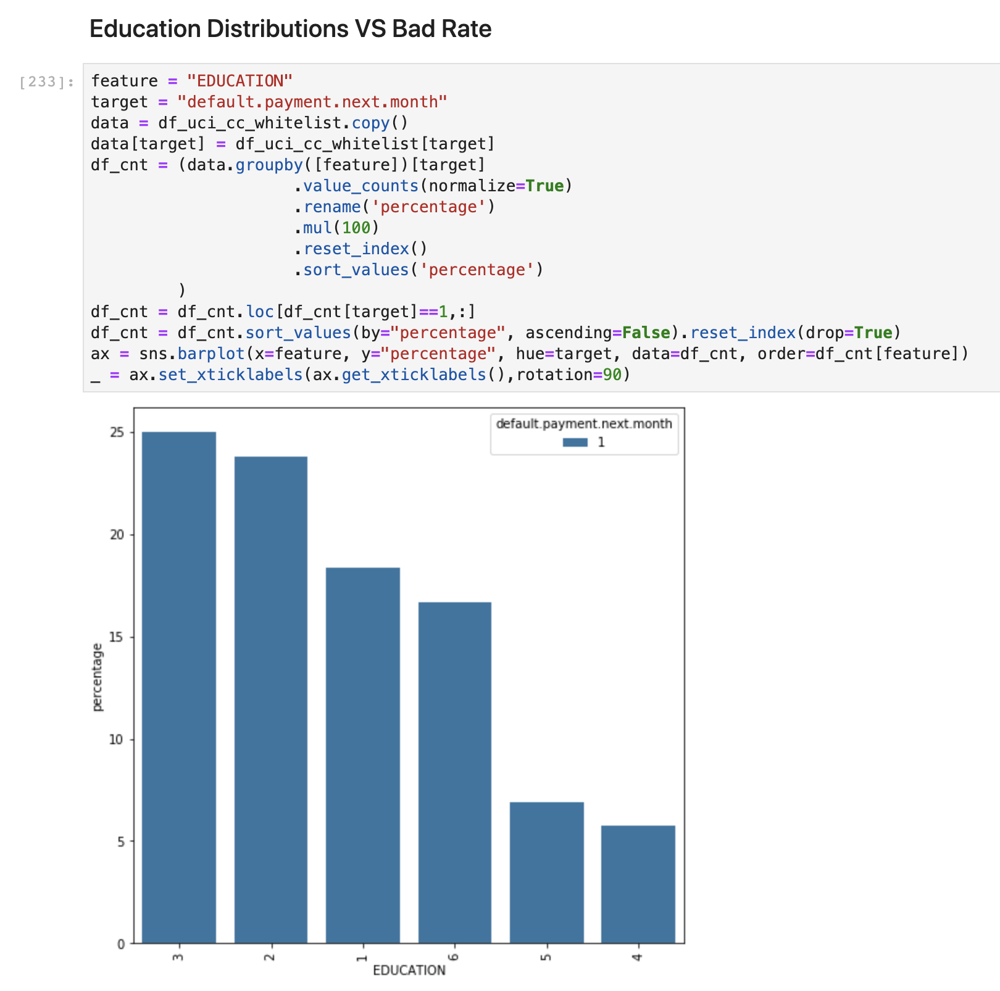 Education Distributions VS Bad Rate
[233]:
feature = "EDUCATION"
target = "default.payment.next.month"
data = df_uci_cc_whitelist.copy()
data[target] = df_uci_cc_whitelist[target]
df_cnt = (data.groupby([feature])[target]
                     .value_counts(normalize=True)
                     .rename('percentage')
                     .mul(100)
                     .reset_index()
                     .sort_values('percentage')
         )
df_cnt = df_cnt.loc[df_cnt[target]==1,:]
df_cnt = df_cnt.sort_values(by="percentage", ascending=False).reset_index(drop=True)
ax = sns.barplot(x=feature, y="percentage", hue=target, data=df_cnt, order=df_cnt[feature])
_ = ax.set_xticklabels(ax.get_xticklabels(),rotation=90)
default.payment.next.month
1
25
20
15
10
5
0
percentage
3 2 1 6 5 4
EDUCATION